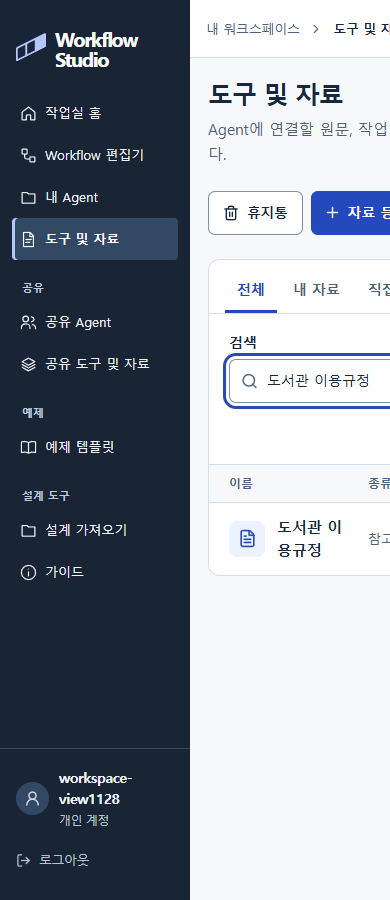 Workflow
Studio
작업실 홈
Workflow 편집기
내 Agent
도구 및 자료
공유
공유 Agent
공유 도구 및 자료
예제
예제 템플릿
설계 도구
설계 가져오기
가이드
workspace-
view1128
개인 계정
로그아웃
내 워크스페이스 > 도구 및
도구 및 자료
Agent에 연결할 원문, 작업
다.
휴지통
+ 자료
전체 내 자료 직접
검색
도서관 이용규정
이름 종류
도서관 이
용규정
참고